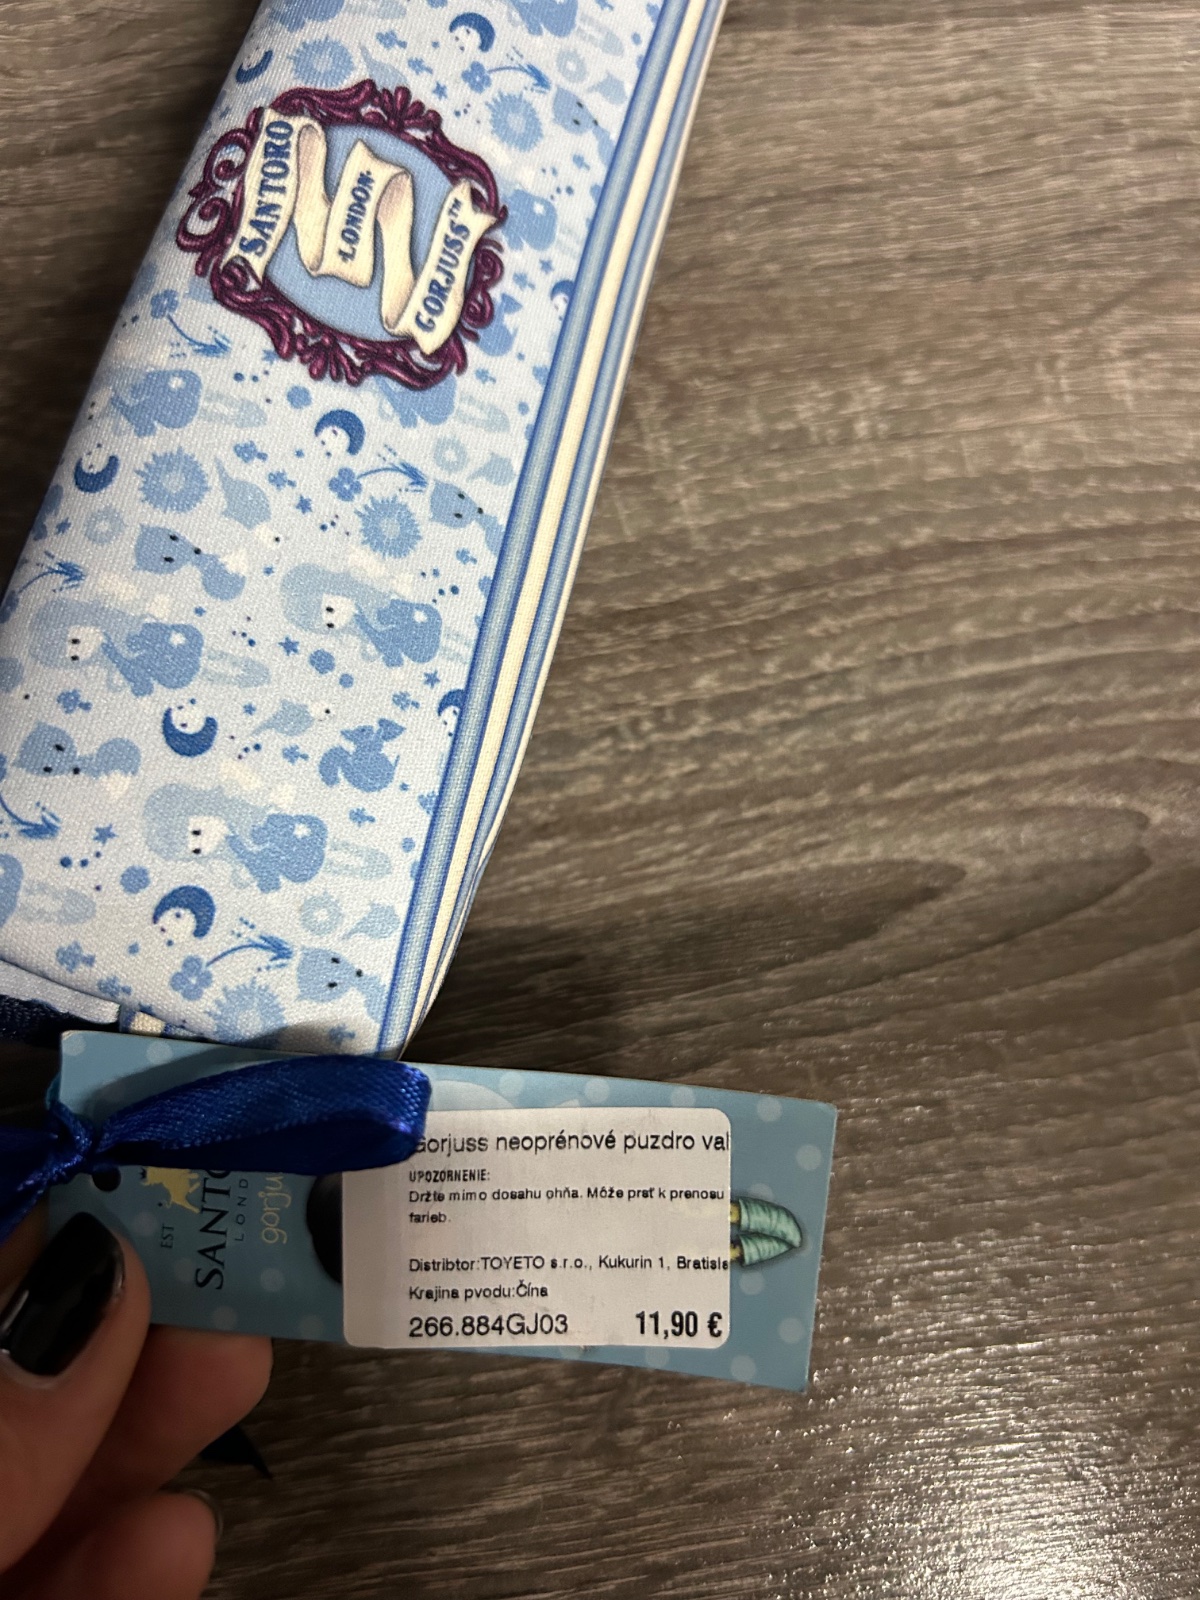 SANTORO
·LONDON·
GORJUSS™
EST
LOND
gorju
Gorjuss neoprénové puzdro val
UPOZORNENIE:
Držte mimo dosahu ohňa. Môže prsť k prenosu
farieb.
Distribtor:TOYETO s.r.o., Kukurin 1, Bratisla
Krajina pvodu:Čína
266.884GJ03 11,90 €